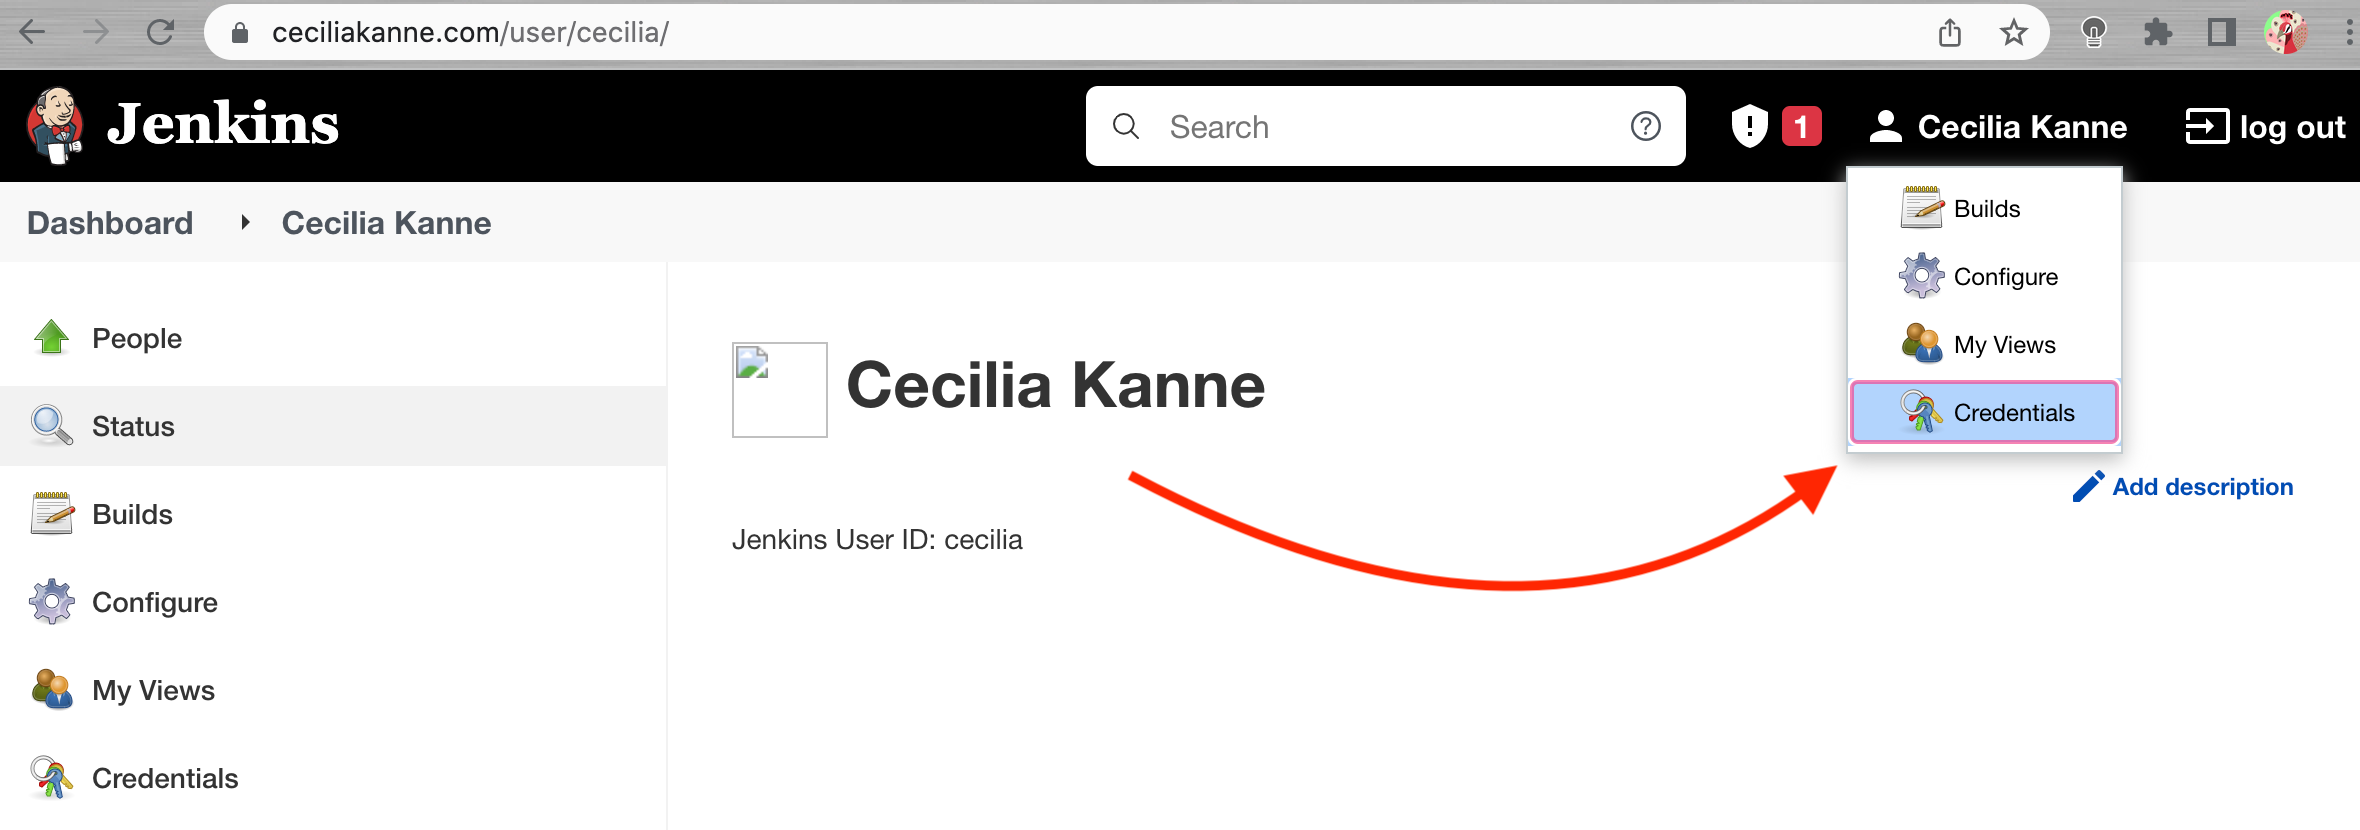 ceciliakanne.com/user/cecilia/
Jenkins
Search
1
Cecilia Kanne
log out
Builds
Configure
My Views
Credentials
Dashboard
Cecilia Kanne
People
Status
Builds
Configure
My Views
Credentials
Cecilia Kanne
Add description
Jenkins User ID: cecilia